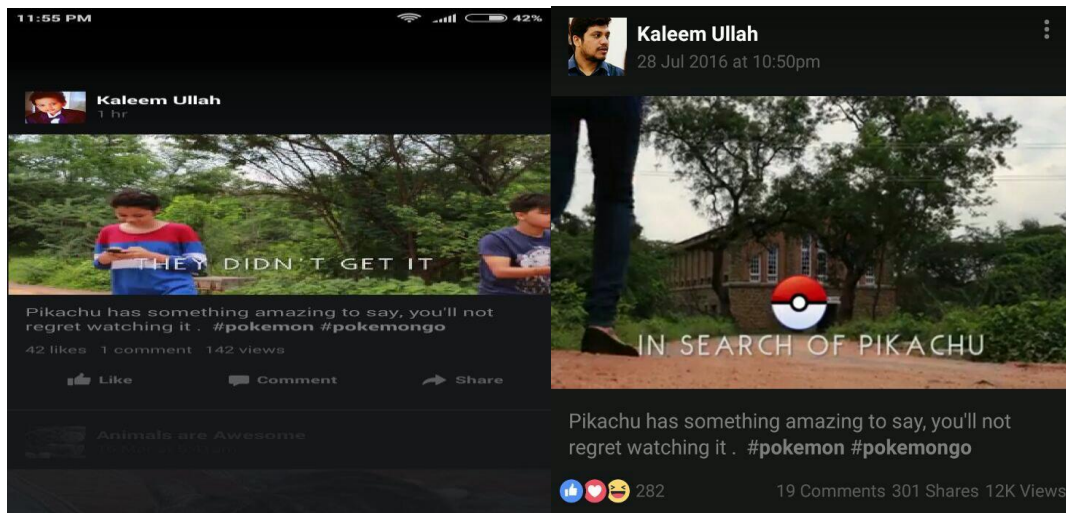 11:55 PM
42%
Kaleem Ullah
1 hr
THEY DIDN'T GET IT
Pikachu has something amazing to say, you'll not
regret watching it . #pokemon #pokemongo
42 likes 1 comment 142 views
Like Comment Share
Animals are Awesome
Kaleem Ullah
28 Jul 2016 at 10:50pm
IN SEARCH OF PIKACHU
Pikachu has something amazing to say, you'll not
regret watching it . #pokemon #pokemongo
282 19 Comments 301 Shares 12K Views